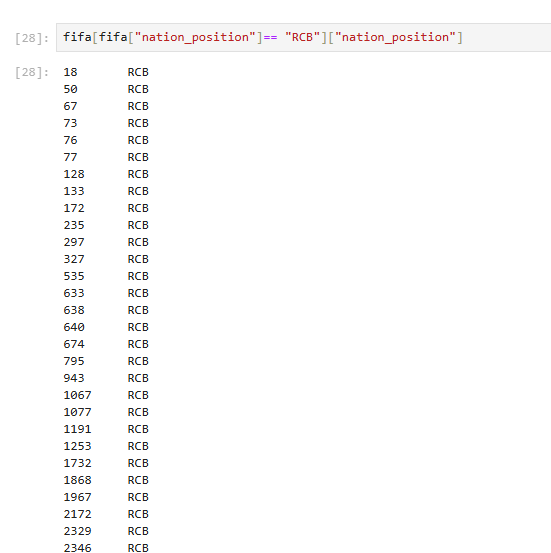 [28]: fifa[fifa["nation_position"]== "RCB"]["nation_position"]
[28]: 18 RCB
50 RCB
67 RCB
73 RCB
76 RCB
77 RCB
128 RCB
133 RCB
172 RCB
235 RCB
297 RCB
327 RCB
535 RCB
633 RCB
638 RCB
640 RCB
674 RCB
795 RCB
943 RCB
1067 RCB
1077 RCB
1191 RCB
1253 RCB
1732 RCB
1868 RCB
1967 RCB
2172 RCB
2329 RCB
2346 RCB